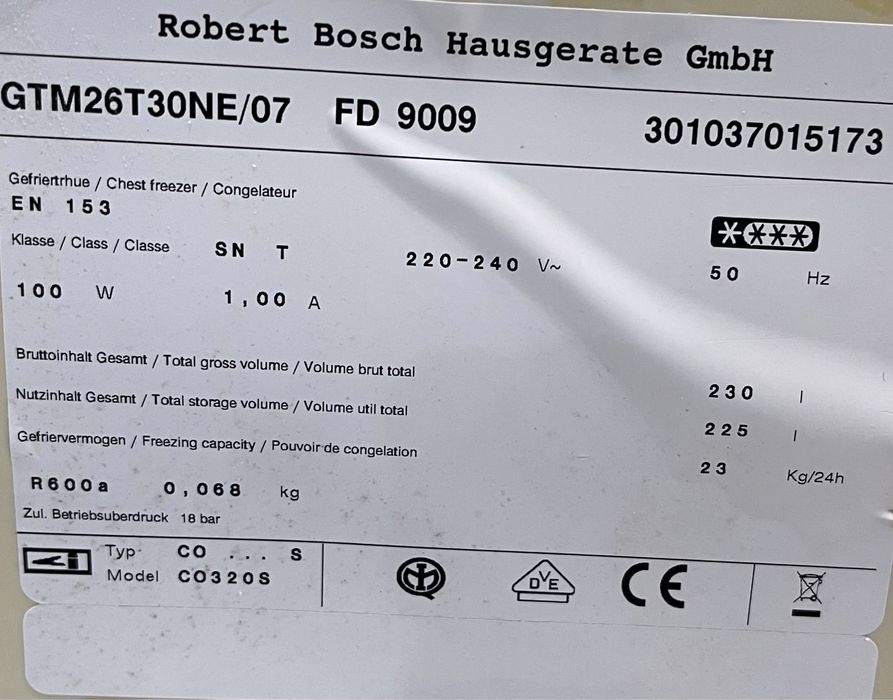 Robert Bosch Hausgerate GmbH
GTM26T30NE/07 FD 9009 301037015173
Gefriertrhue / Chest freezer / Congelateur
EN 153
Klasse / Class / Classe SN T 220-240 V~ 50 Hz
100 W 1,00 A
Bruttoinhalt Gesamt / Total gross volume / Volume brut total 230 l
Nutzinhalt Gesamt / Total storage volume / Volume util total 225 l
Gefriervermogen / Freezing capacity / Pouvoir de congelation 23 Kg/24h
R600a 0,068 kg
Zul. Betriebsuberdruck 18 bar
Typ CO ... S
Model CO320S
DVE
CE